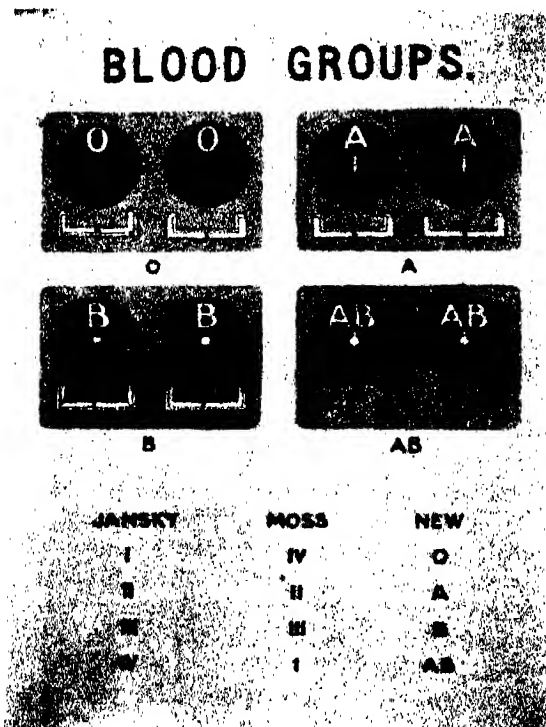 BLOOD GROUPS.
O O A A
O A
B B AB AB
B AB
JANSKY MOSS NEW
I IV O
II II A
III III B
IV I AB